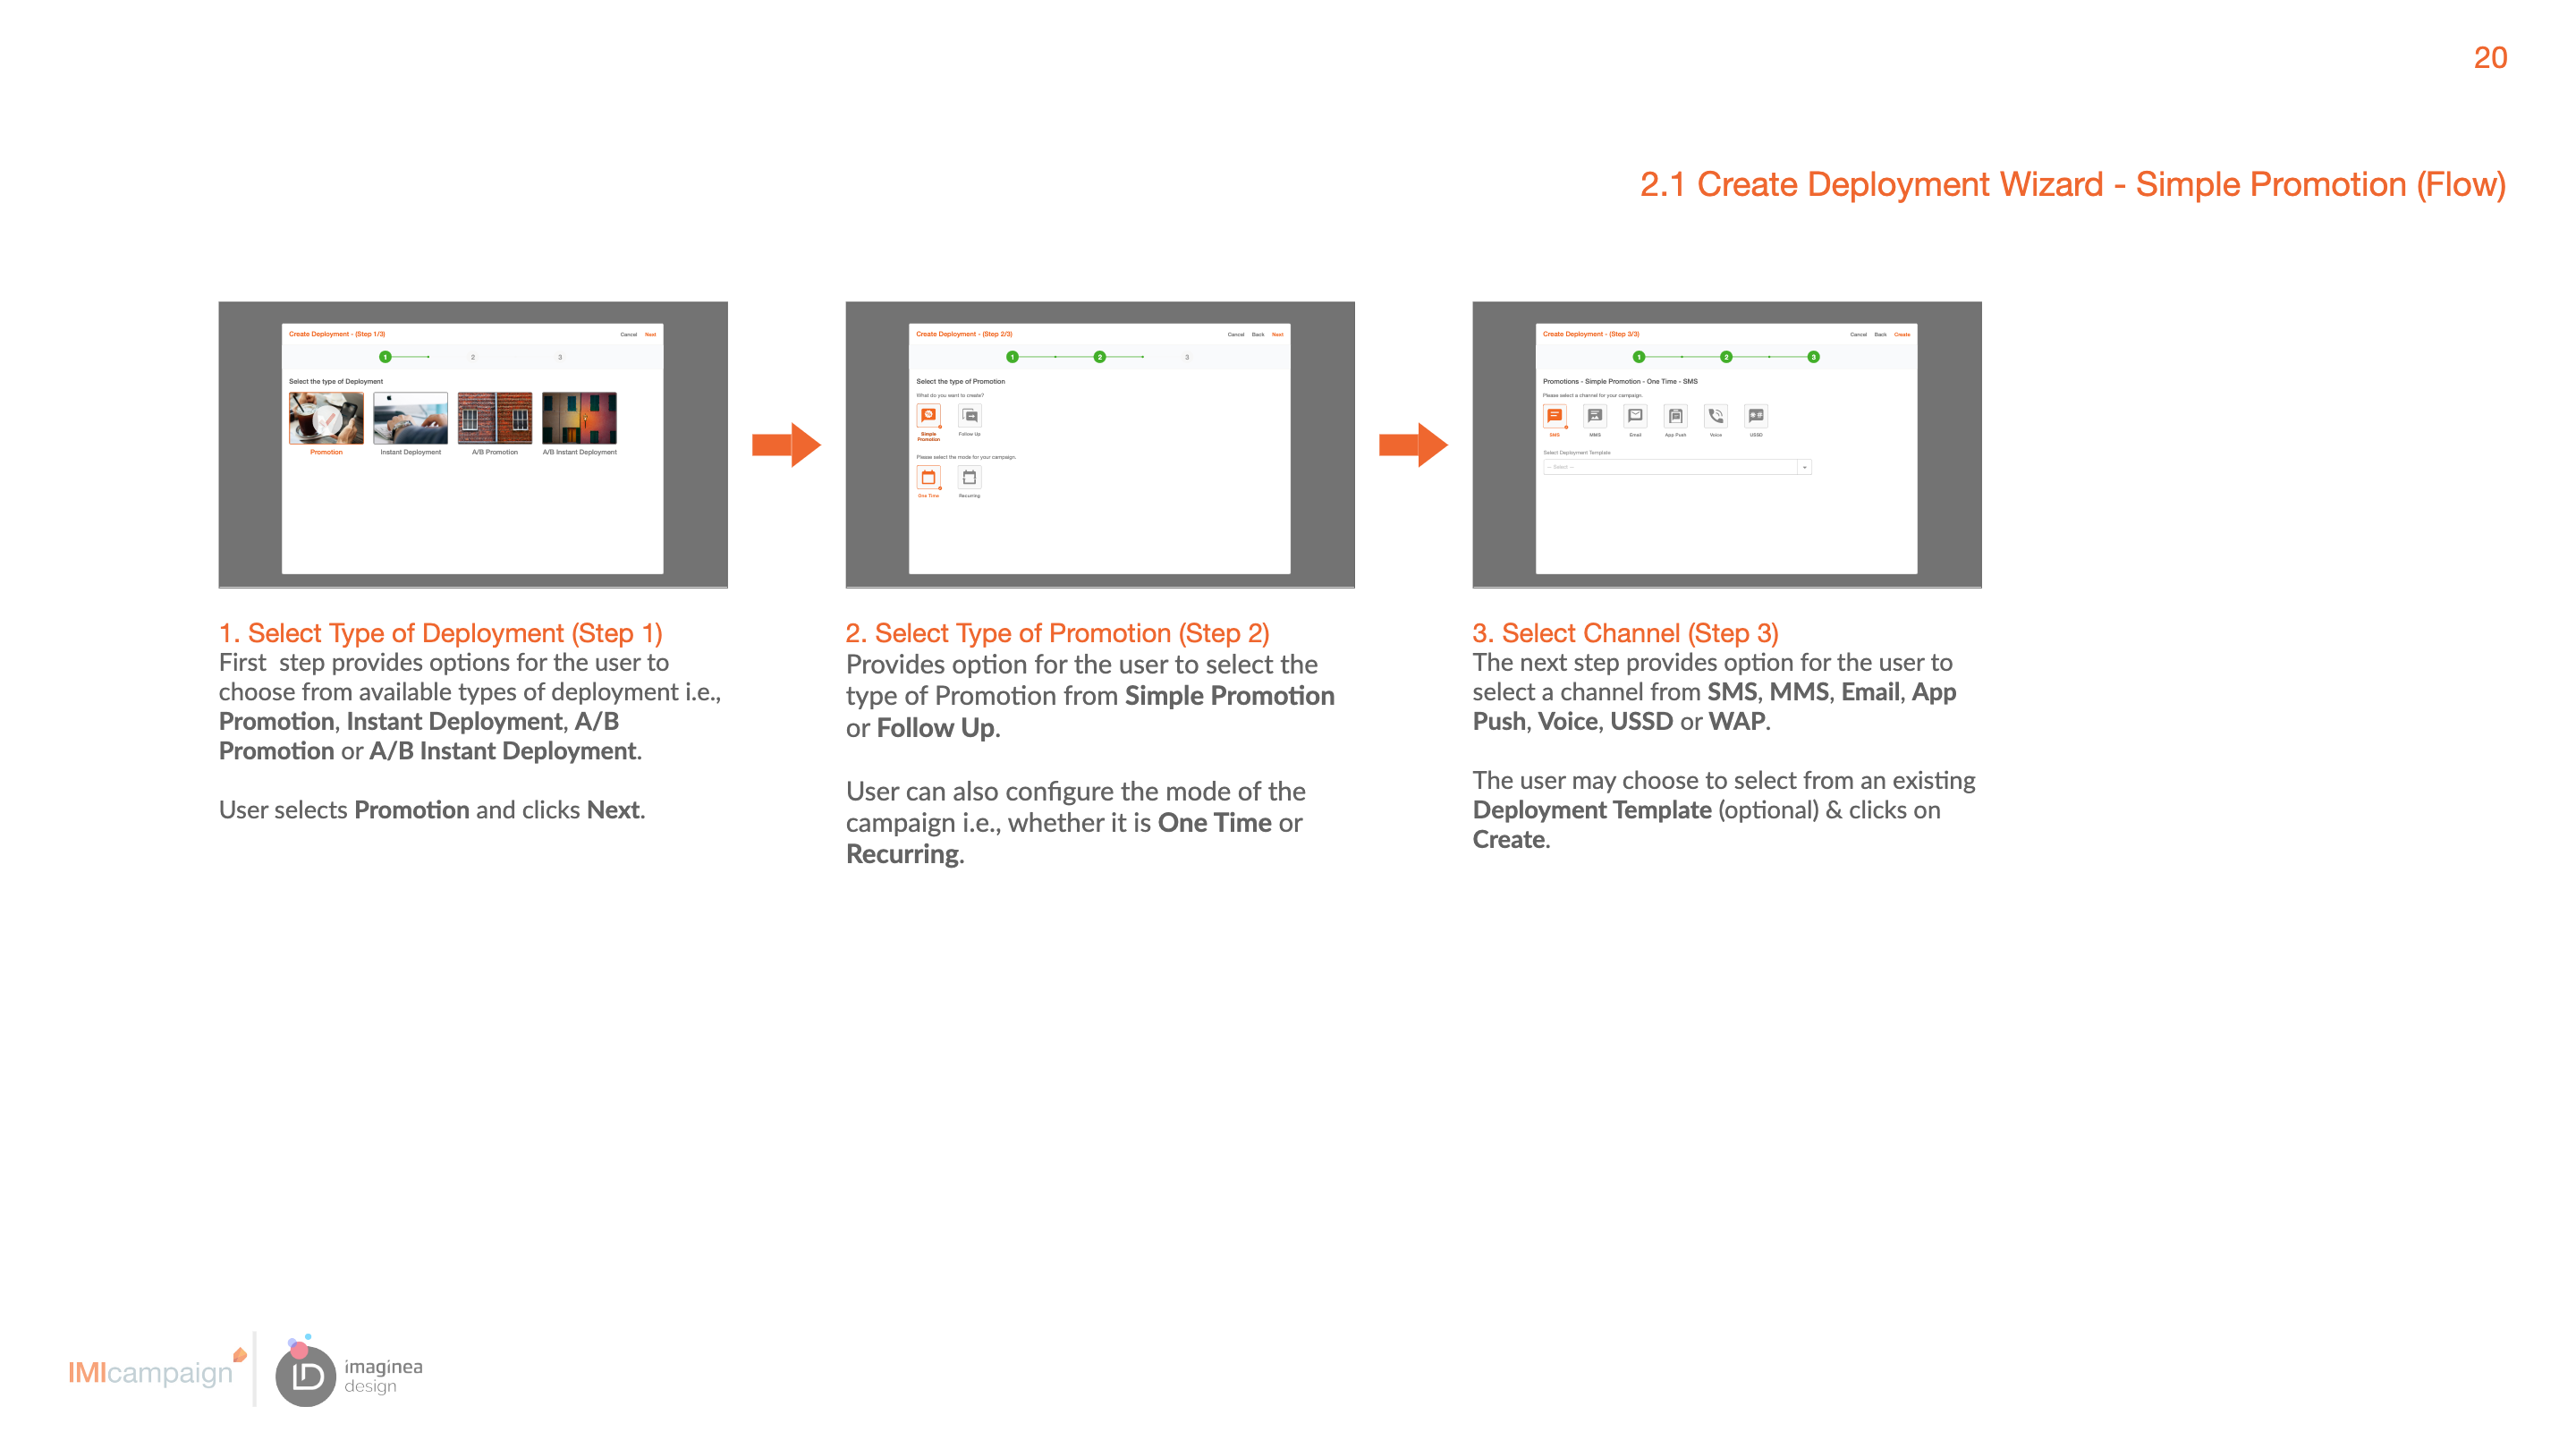 20
2.1 Create Deployment Wizard - Simple Promotion (Flow)
Create Deployment - (Step 1/3)
Cancel Next
1 2 3
Select the type of Deployment
Promotion Instant Deployment A/B Promotion A/B Instant Deployment
1. Select Type of Deployment (Step 1)
First  step provides options for the user to
choose from available types of deployment i.e.,
Promotion, Instant Deployment, A/B
Promotion or A/B Instant Deployment.
User selects Promotion and clicks Next.
Create Deployment - (Step 2/3)
Cancel Back Next
1 2 3
Select the type of Promotion
What do you want to create?
Simple
Promotion
Follow Up
Please select the mode for your campaign.
One Time Recurring
2. Select Type of Promotion (Step 2)
Provides option for the user to select the
type of Promotion from Simple Promotion
or Follow Up.
User can also configure the mode of the
campaign i.e., whether it is One Time or
Recurring.
Create Deployment - (Step 3/3)
Cancel Back Create
1 2 3
Promotions - Simple Promotion - One Time - SMS
Please select a channel for your campaign.
SMS MMS Email App Push Voice USSD
Select Deployment Template
-- Select --
3. Select Channel (Step 3)
The next step provides option for the user to
select a channel from SMS, MMS, Email, App
Push, Voice, USSD or WAP.
The user may choose to select from an existing
Deployment Template (optional) & clicks on
Create.
IMIcampaign
iD
imaginea
design